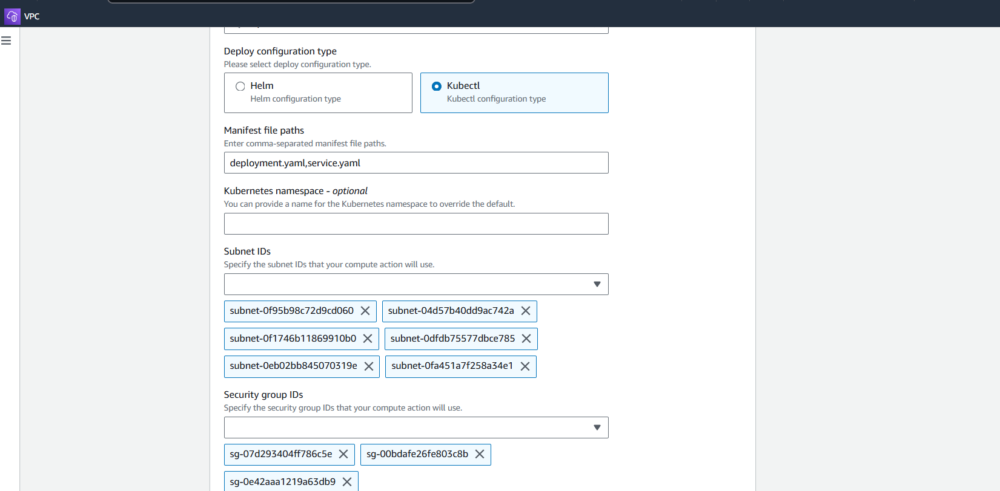 VPC
Deploy configuration type
Please select deploy configuration type.
Helm
Helm configuration type
Kubectl
Kubectl configuration type
Manifest file paths
Enter comma-separated manifest file paths.
deployment.yaml,service.yaml
Kubernetes namespace - optional
You can provide a name for the Kubernetes namespace to override the default.
Subnet IDs
Specify the subnet IDs that your compute action will use.
subnet-0f95b98c72d9cd060
subnet-04d57b40dd9ac742a
subnet-0f1746b11869910b0
subnet-0dfdb75577dbce785
subnet-0eb02bb845070319e
subnet-0fa451a7f258a34e1
Security group IDs
Specify the security group IDs that your compute action will use.
sg-07d293404ff786c5e
sg-00bdafe26fe803c8b
sg-0e42aaa1219a63db9